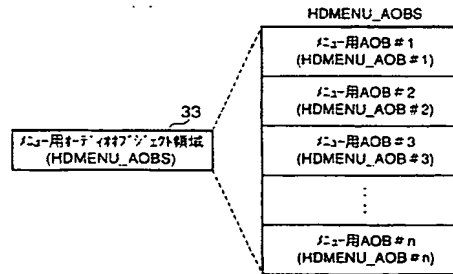 HDMENU_AOBS
メニュー用AOB#1
(HDMENU_AOB#1)
メニュー用AOB#2
(HDMENU_AOB#2)
33
メニュー用オーディオオブジェクト領域
(HDMENU_AOBS)
メニュー用AOB#3
(HDMENU_AOB#3)
⋮
メニュー用AOB#n
(HDMENU_AOB#n)